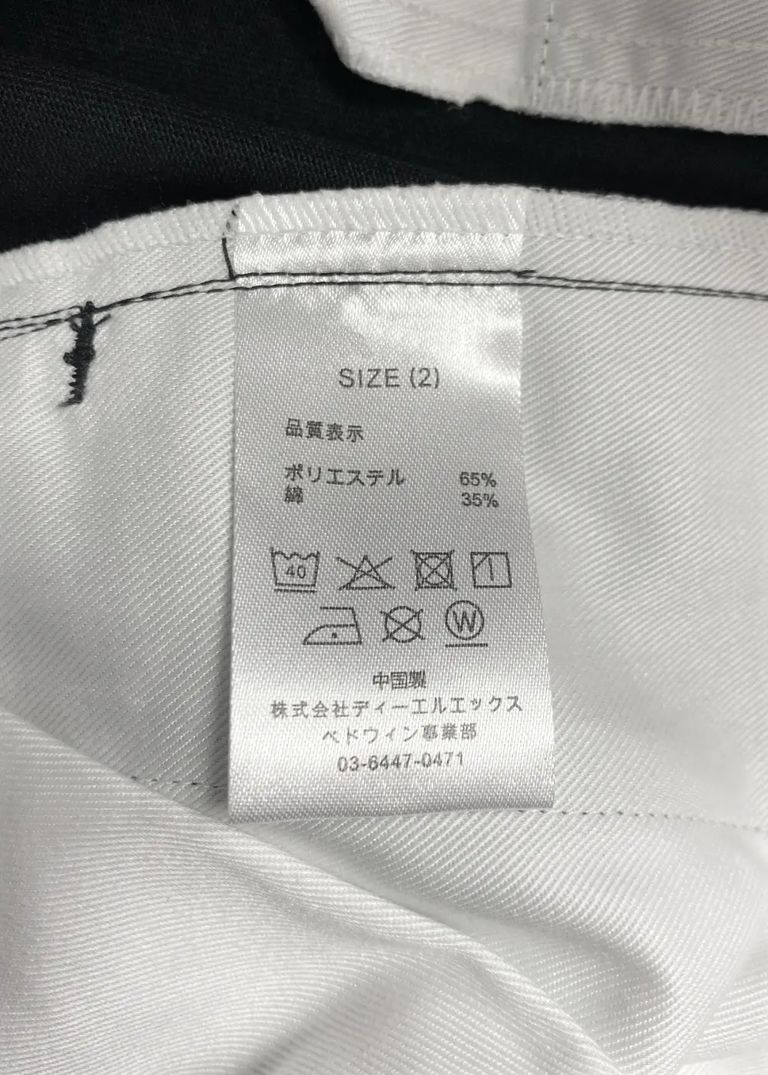 SIZE (2)
品質表示
ポリエステル 65%
綿 35%
40
W
中国製
株式会社ディーエルエックス
ベドウィン事業部
03-6447-0471